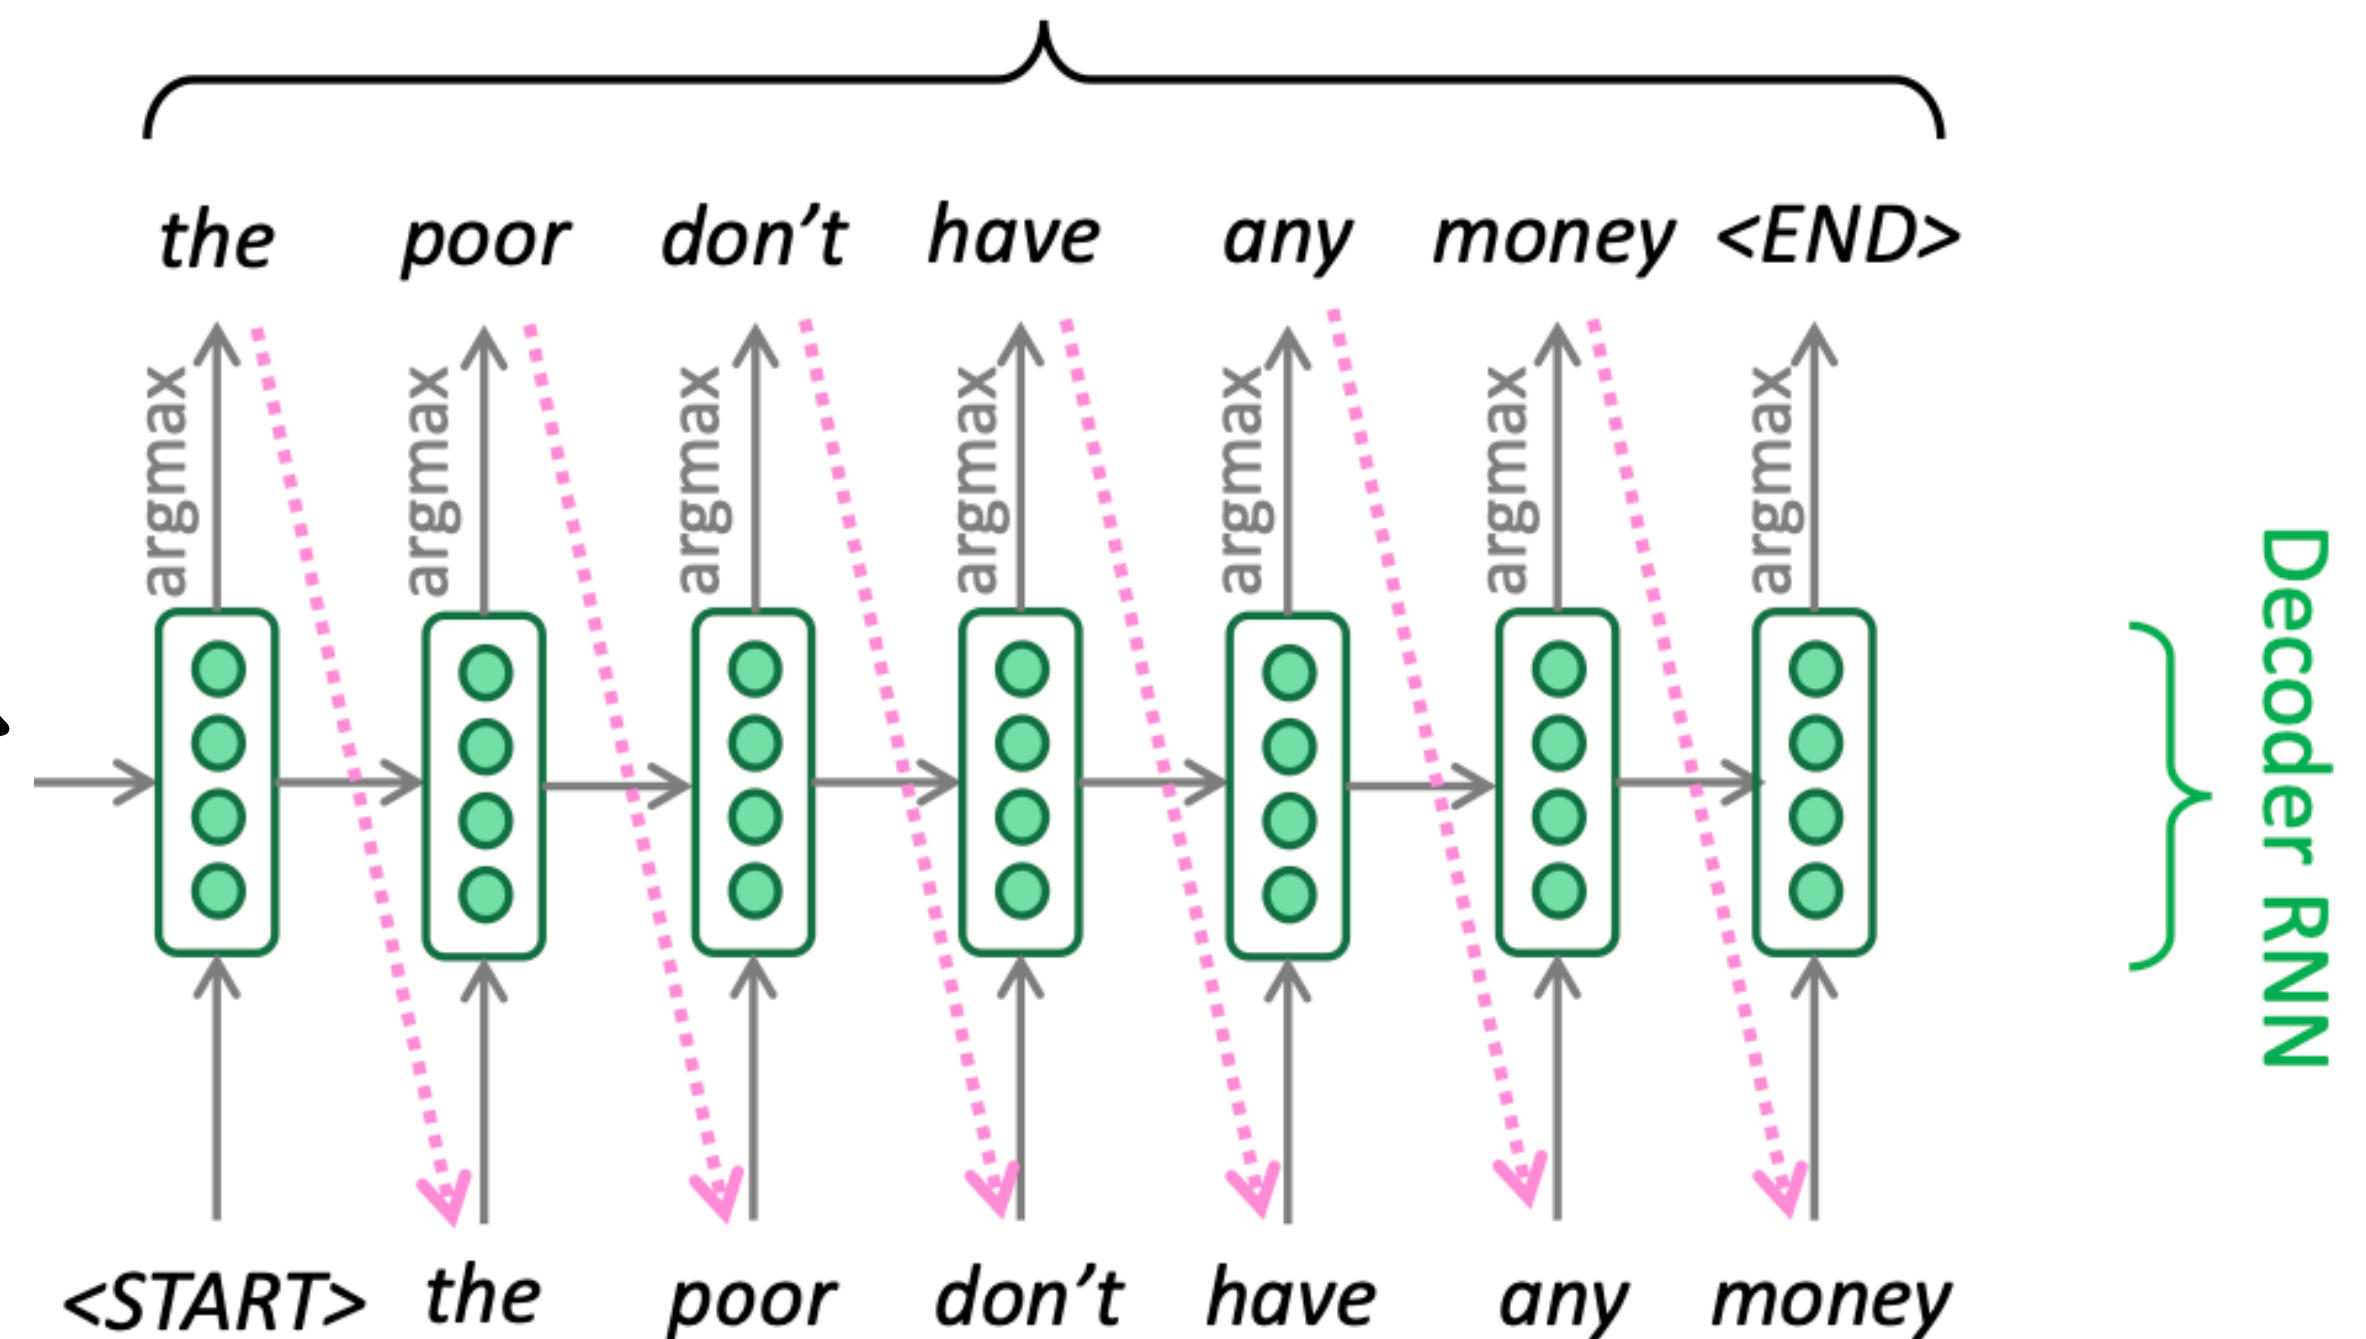 the poor don’t have any money <END>
argmax argmax argmax argmax argmax argmax argmax
Decoder RNN
<START> the poor don’t have any money